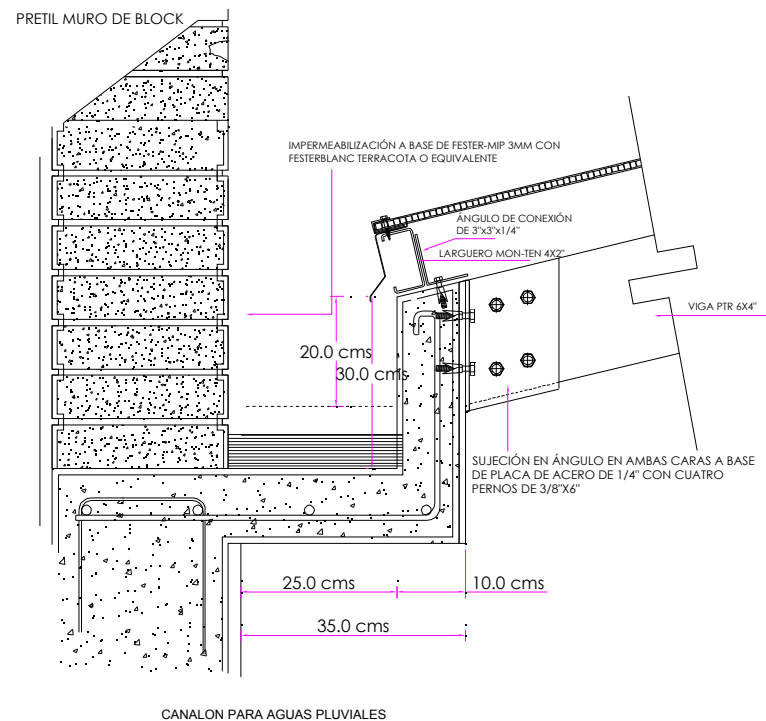 PRETIL MURO DE BLOCK
IMPERMEABILIZACIÓN A BASE DE FESTER-MIP 3MM CON
FESTERBLANC TERRACOTA O EQUIVALENTE
ÁNGULO DE CONEXIÓN
DE 3"x3"x1/4"
LARGUERO MON-TEN 4X2"
VIGA PTR 6X4"
20.0 cms
30.0 cms
SUJECIÓN EN ÁNGULO EN AMBAS CARAS A BASE
DE PLACA DE ACERO DE 1/4" CON CUATRO
PERNOS DE 3/8"X6"
25.0 cms
10.0 cms
35.0 cms
CANALON PARA AGUAS PLUVIALES